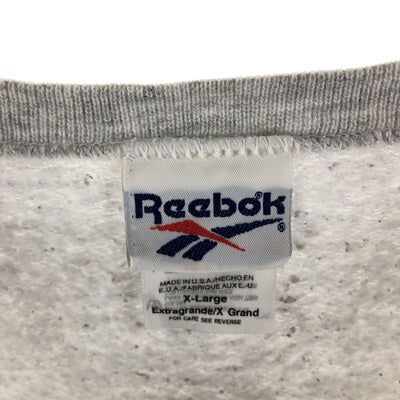 Reebok
MADE IN U.S.A./HECHO EN
E.U.A./FABRIQUE AUX E.-U
X-Large
Extragrande/X Grand
FOR CARE SEE REVERSE